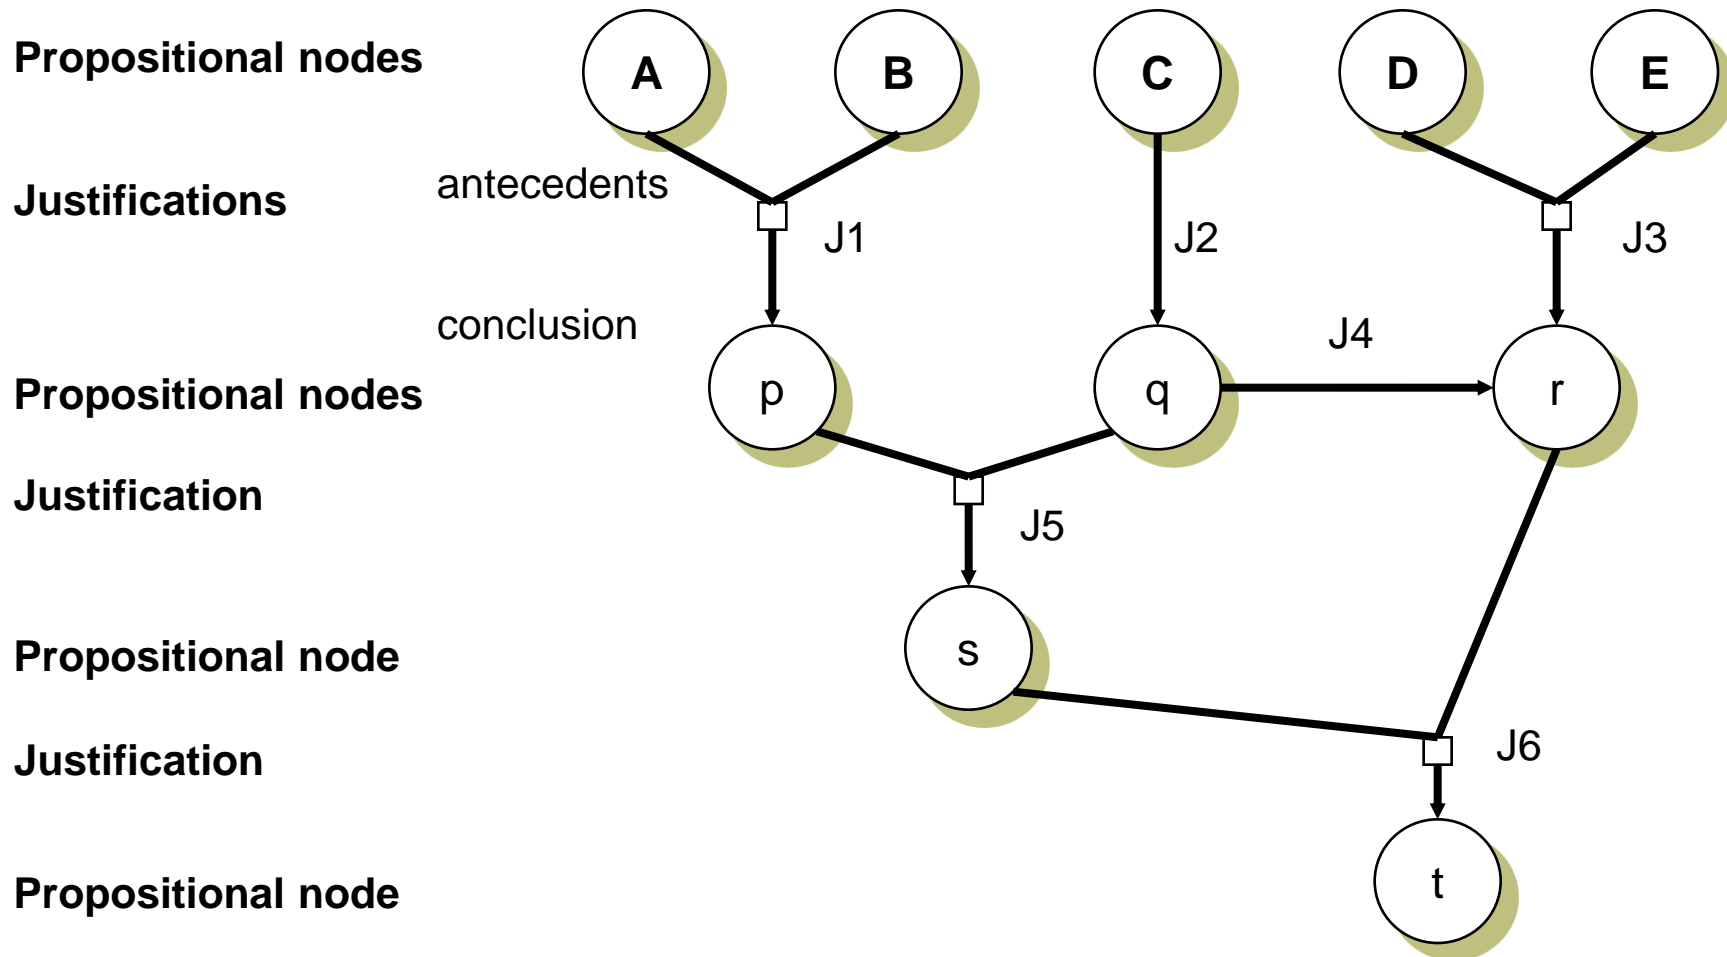 Propositional nodes
A
B
C
D
E
Justifications
antecedents
J1
J2
J3
conclusion
J4
Propositional nodes
p
q
r
Justification
J5
Propositional node
s
Justification
J6
Propositional node
t